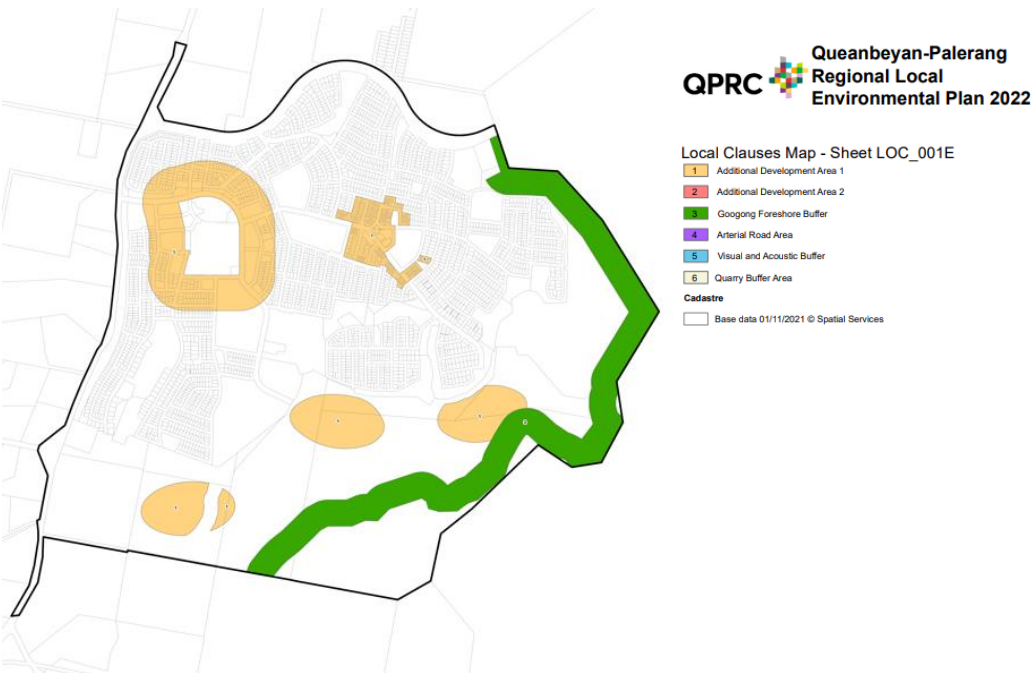 QPRC
Queanbeyan-Palerang
Regional Local
Environmental Plan 2022
Local Clauses Map - Sheet LOC_001E
1 Additional Development Area 1
2 Additional Development Area 2
3 Googong Foreshore Buffer
4 Arterial Road Area
5 Visual and Acoustic Buffer
6 Quarry Buffer Area
Cadastre
Base data 01/11/2021 © Spatial Services